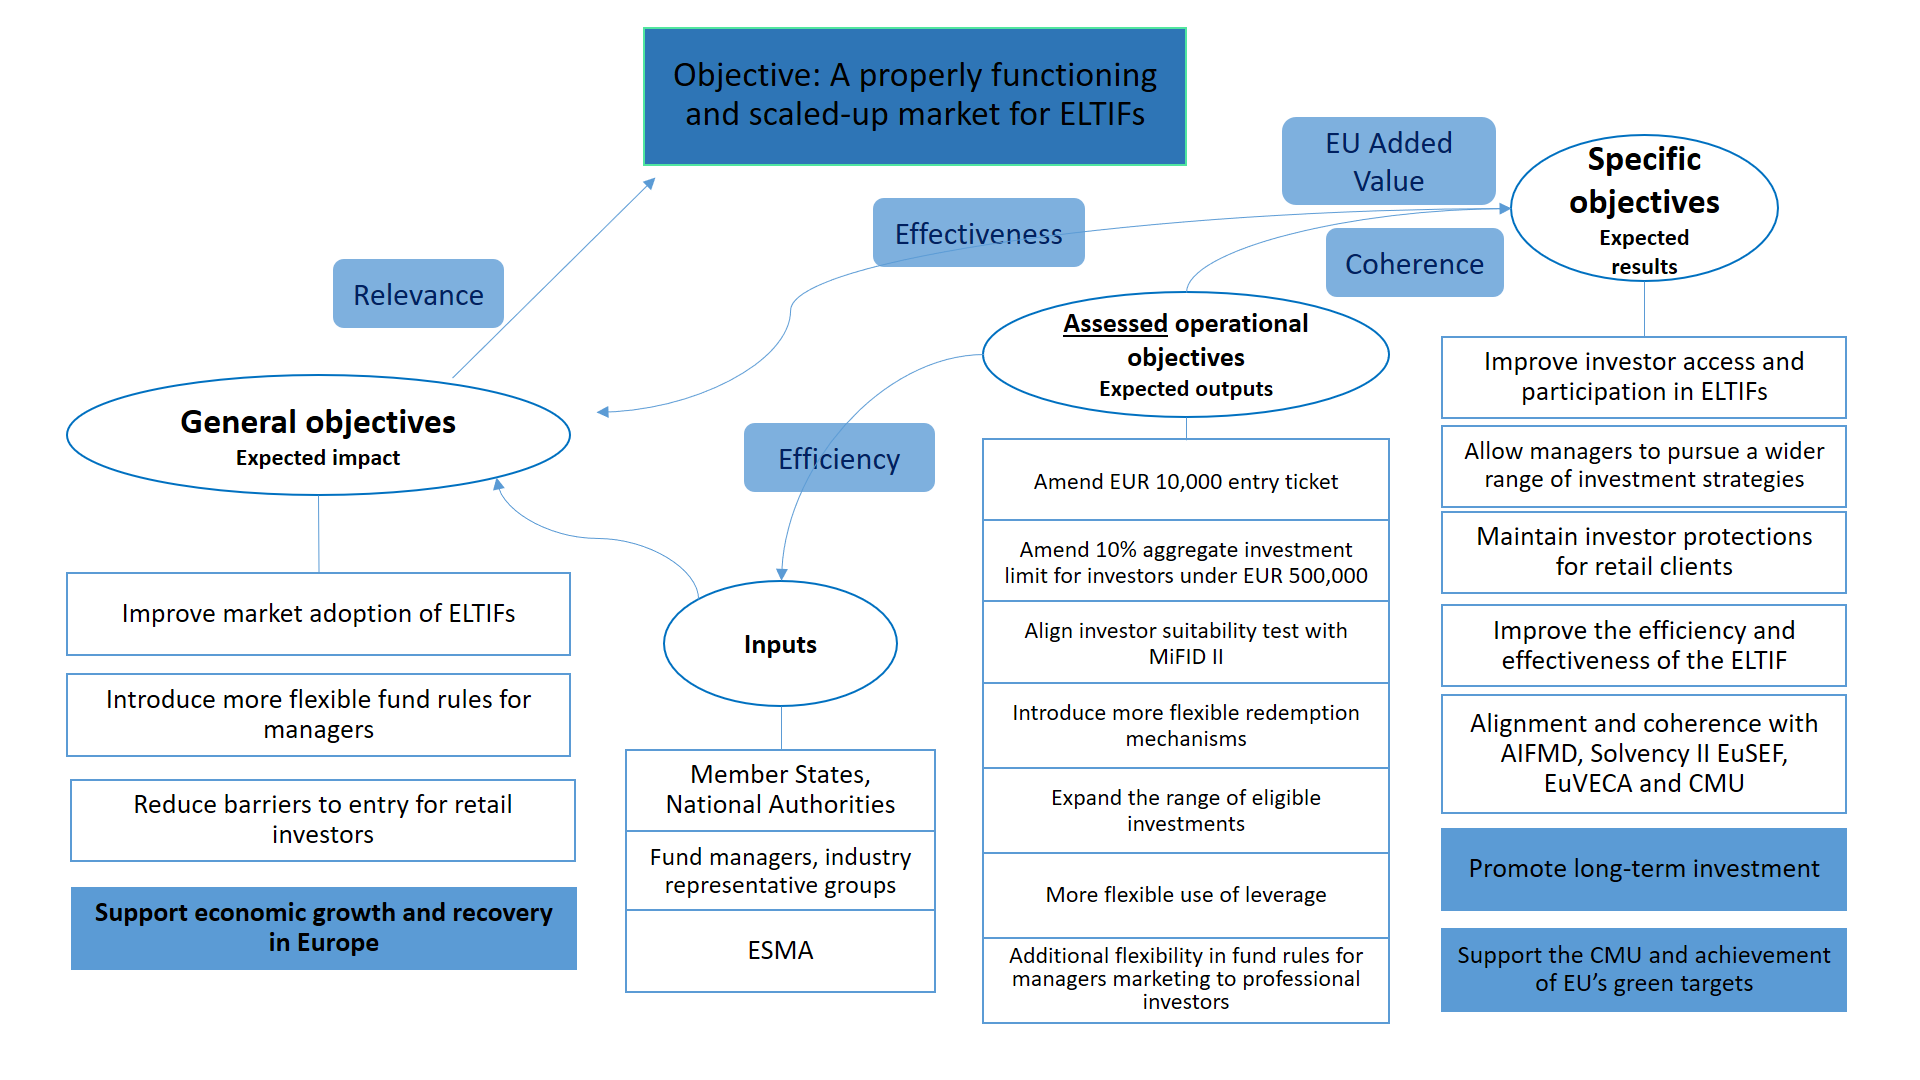 Objective: A properly functioning
and scaled-up market for ELTIFs
EU Added
Value
Specific
objectives
Expected
results
Effectiveness
Coherence
Relevance
Assessed operational
objectives
Expected outputs
General objectives
Expected impact
Efficiency
Inputs
Improve market adoption of ELTIFs
Introduce more flexible fund rules for
managers
Reduce barriers to entry for retail
investors
Support economic growth and recovery
in Europe
Member States,
National Authorities
Fund managers, industry
representative groups
ESMA
Amend EUR 10,000 entry ticket
Amend 10% aggregate investment
limit for investors under EUR 500,000
Align investor suitability test with
MiFID II
Introduce more flexible redemption
mechanisms
Expand the range of eligible
investments
More flexible use of leverage
Additional flexibility in fund rules for
managers marketing to professional
investors
Improve investor access and
participation in ELTIFs
Allow managers to pursue a wider
range of investment strategies
Maintain investor protections
for retail clients
Improve the efficiency and
effectiveness of the ELTIF
Alignment and coherence with
AIFMD, Solvency II EuSEF,
EuVECA and CMU
Promote long-term investment
Support the CMU and achievement
of EU’s green targets